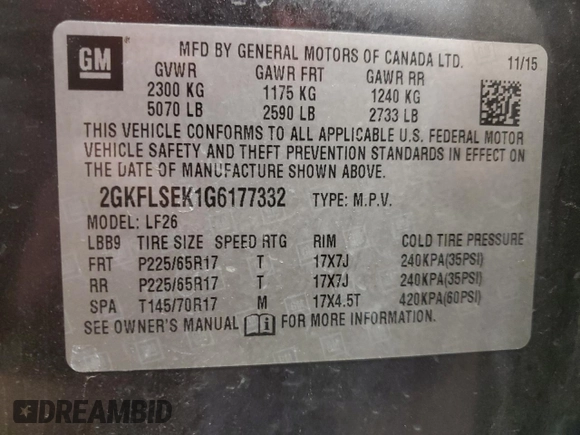 GM
MFD BY GENERAL MOTORS OF CANADA LTD. 11/15
GVWR GAWR FRT GAWR RR
2300 KG 1175 KG 1240 KG
5070 LB 2590 LB 2733 LB
THIS VEHICLE CONFORMS TO ALL APPLICABLE U.S. FEDERAL MOTOR
VEHICLE SAFETY AND THEFT PREVENTION STANDARDS IN EFFECT ON
THE DATE OF MANUFACTURE SHOWN ABOVE.
2GKFLSEK1G6177332 TYPE: M.P.V.
MODEL: LF26
LBB9 TIRE SIZE SPEED RTG RIM COLD TIRE PRESSURE
FRT P225/65R17 T 17X7J 240KPA(35PSI)
RR P225/65R17 T 17X7J 240KPA(35PSI)
SPA T145/70R17 M 17X4.5T 420KPA(60PSI)
SEE OWNER'S MANUAL i FOR MORE INFORMATION.
DREAMBID